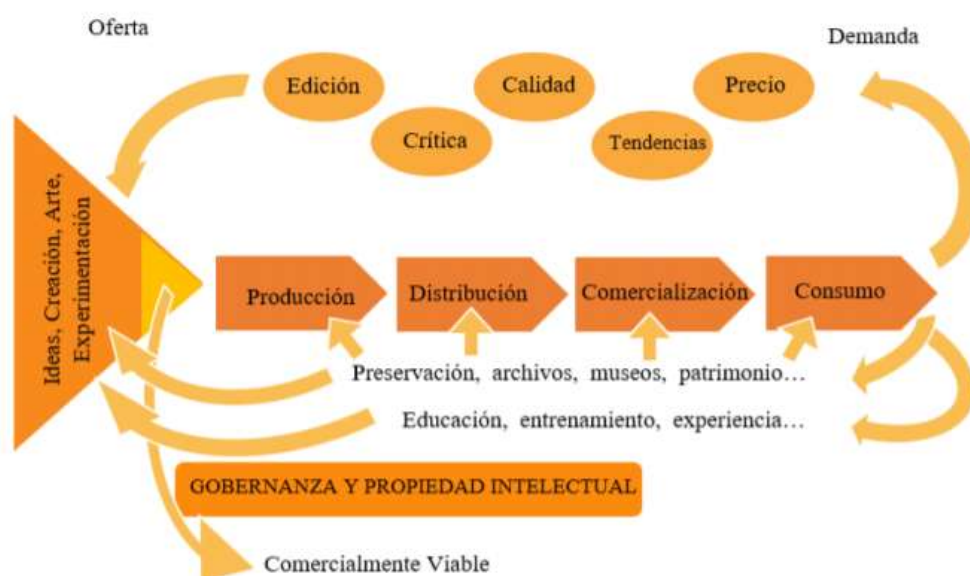 Oferta
Demanda
Edición
Calidad
Precio
Crítica
Tendencias
Ideas, Creación, Arte,
Experimentación
Producción
Distribución
Comercialización
Consumo
Preservación, archivos, museos, patrimonio…
Educación, entrenamiento, experiencia…
GOBERNANZA Y PROPIEDAD INTELECTUAL
Comercialmente Viable